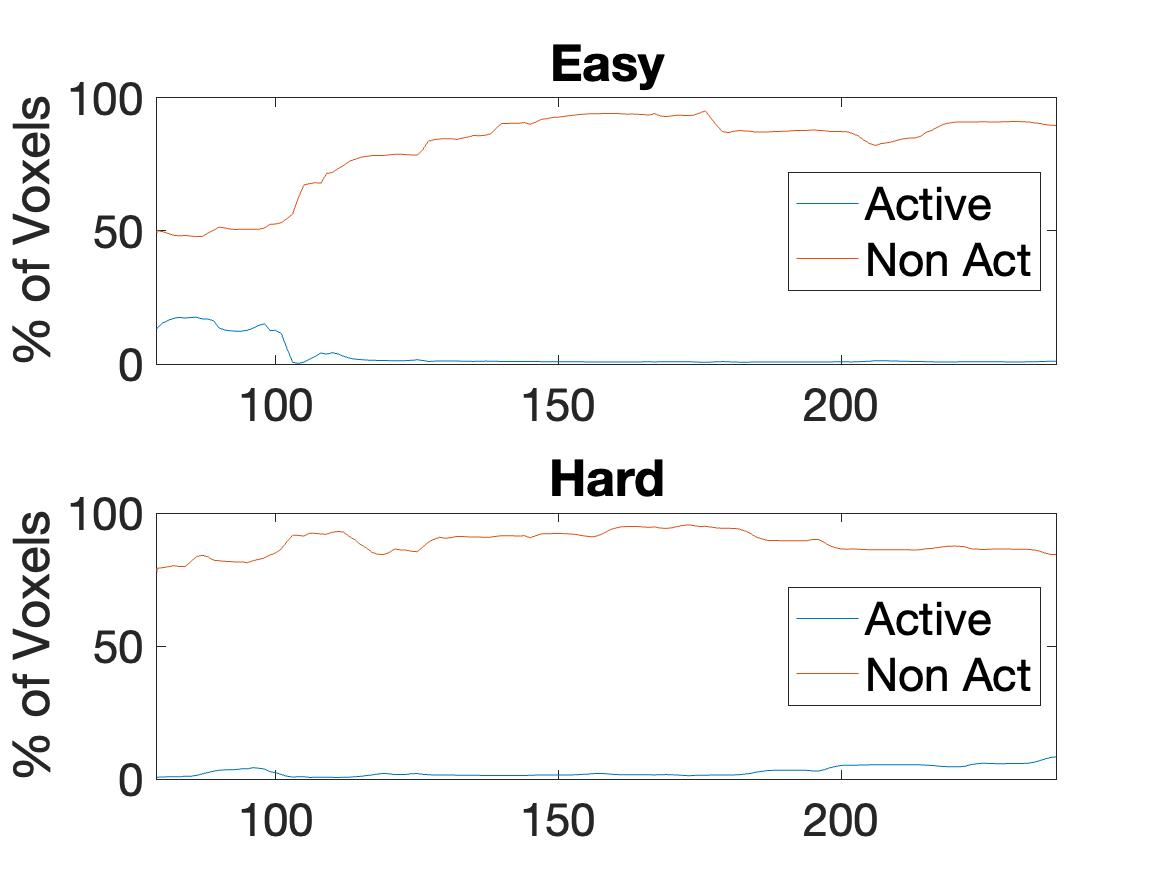 Easy
% of Voxels
100
50
0
Active
Non Act
100 150 200
Hard
% of Voxels
100
50
0
Active
Non Act
100 150 200